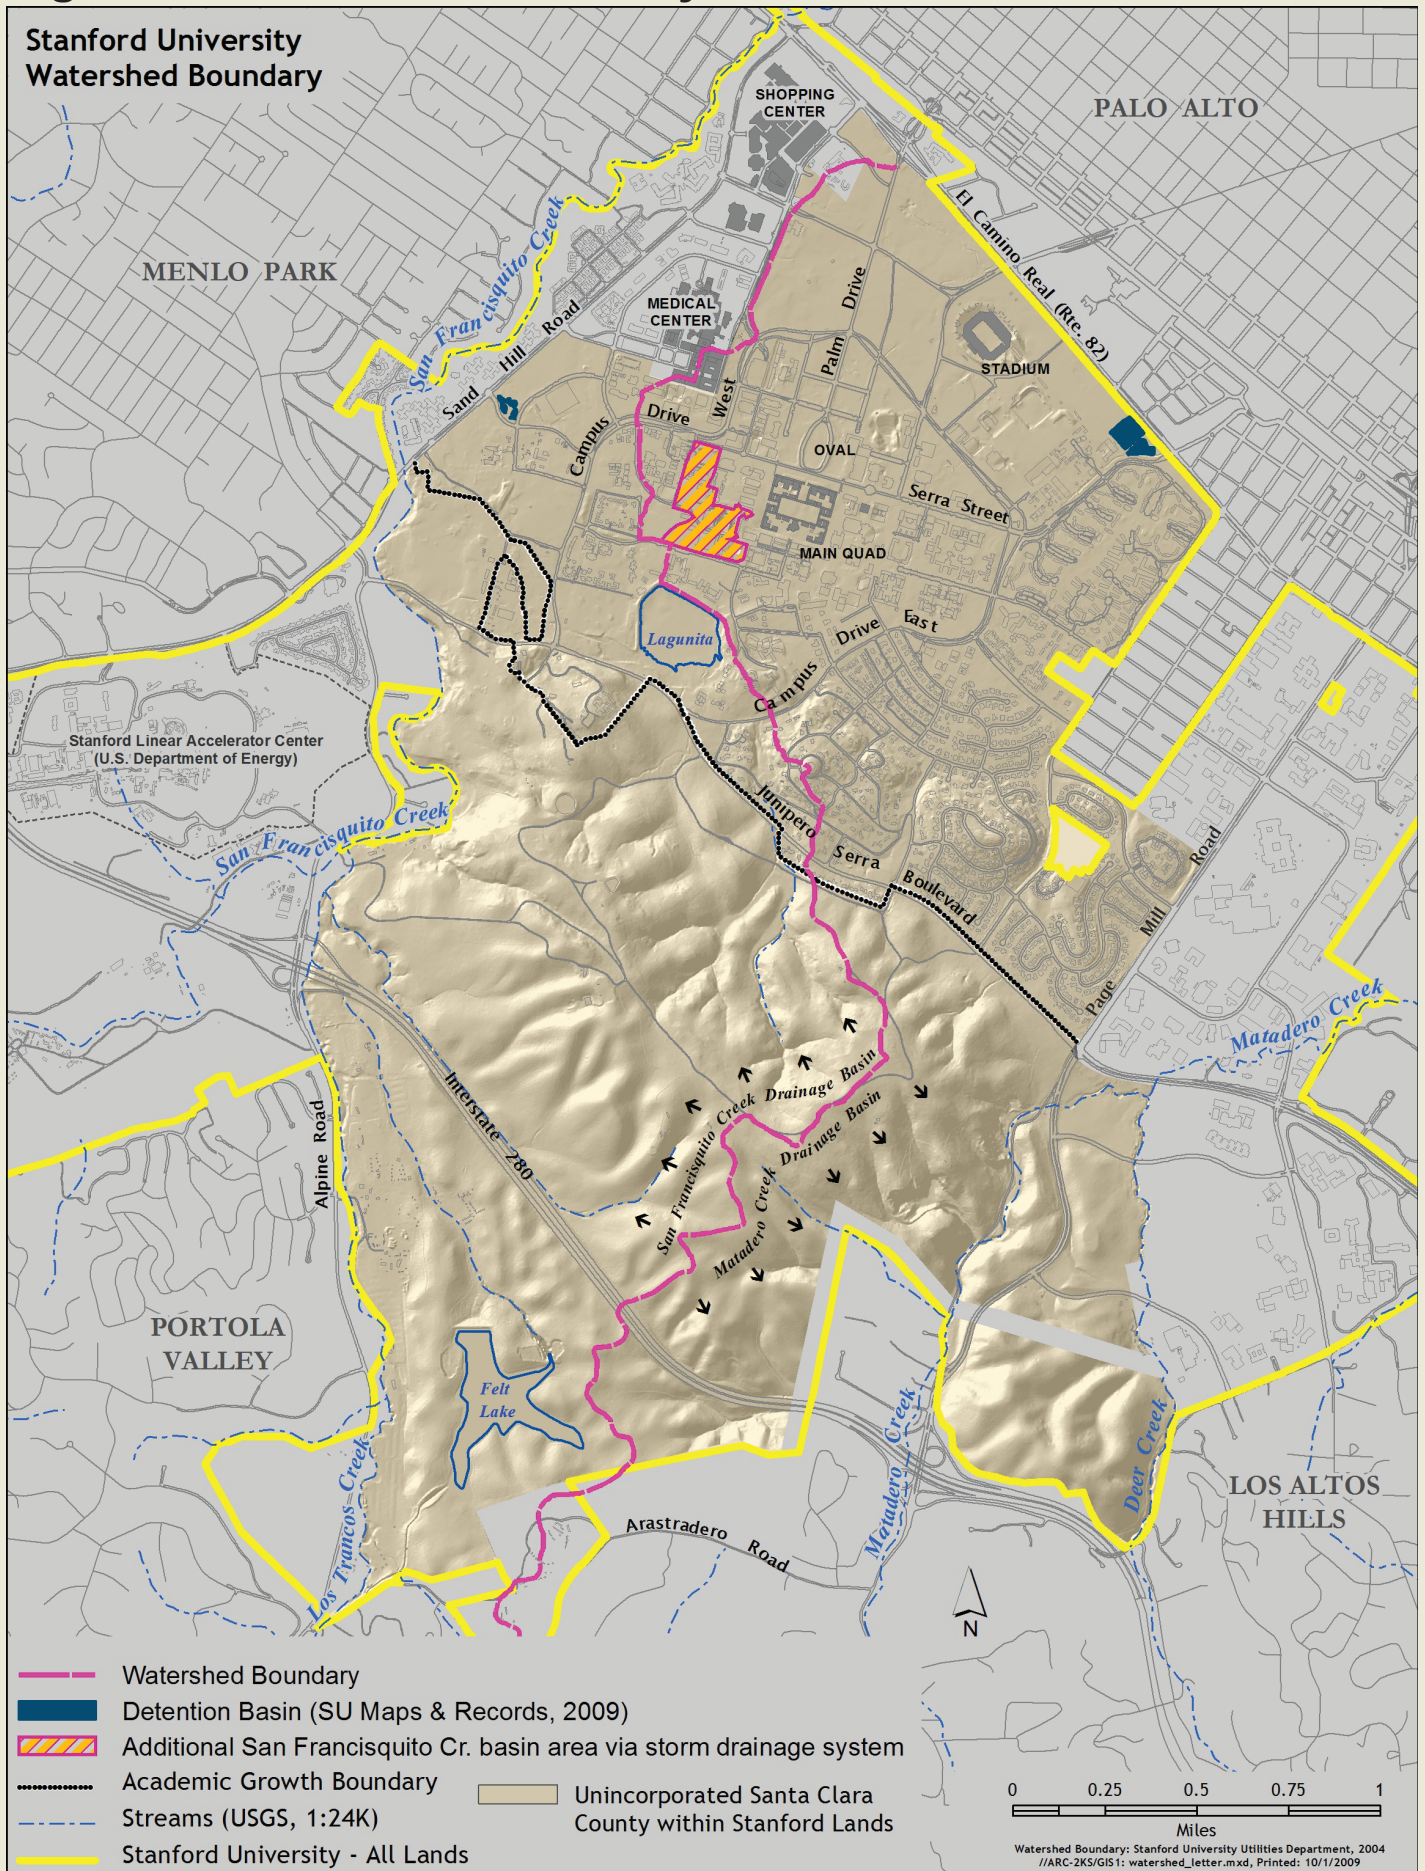 Stanford University
Watershed Boundary
SHOPPING
CENTER
PALO ALTO
MENLO PARK
San Francisquito Creek
El Camino Real (Rte. 82)
Sand Hill Road
MEDICAL
CENTER
Palm Drive
STADIUM
Campus Drive West
OVAL
Serra Street
MAIN QUAD
Lagunita
Campus Drive East
Stanford Linear Accelerator Center
(U.S. Department of Energy)
San Francisquito Creek
Junipero Serra Boulevard
Page Mill Road
Matadero Creek
San Francisquito Creek Drainage Basin
Matadero Creek Drainage Basin
Interstate 280
Alpine Road
PORTOLA
VALLEY
Felt
Lake
Los Trancos Creek
Matadero Creek
Deer Creek
LOS ALTOS
HILLS
Arastradero Road
N
Watershed Boundary
Detention Basin (SU Maps & Records, 2009)
Additional San Francisquito Cr. basin area via storm drainage system
Academic Growth Boundary
Streams (USGS, 1:24K)
Stanford University - All Lands
Unincorporated Santa Clara
County within Stanford Lands
0 0.25 0.5 0.75 1
Miles
Watershed Boundary: Stanford University Utilities Department, 2004
//ARC-2KS/GIS1: watershed_letter.mxd, Printed: 10/1/2009